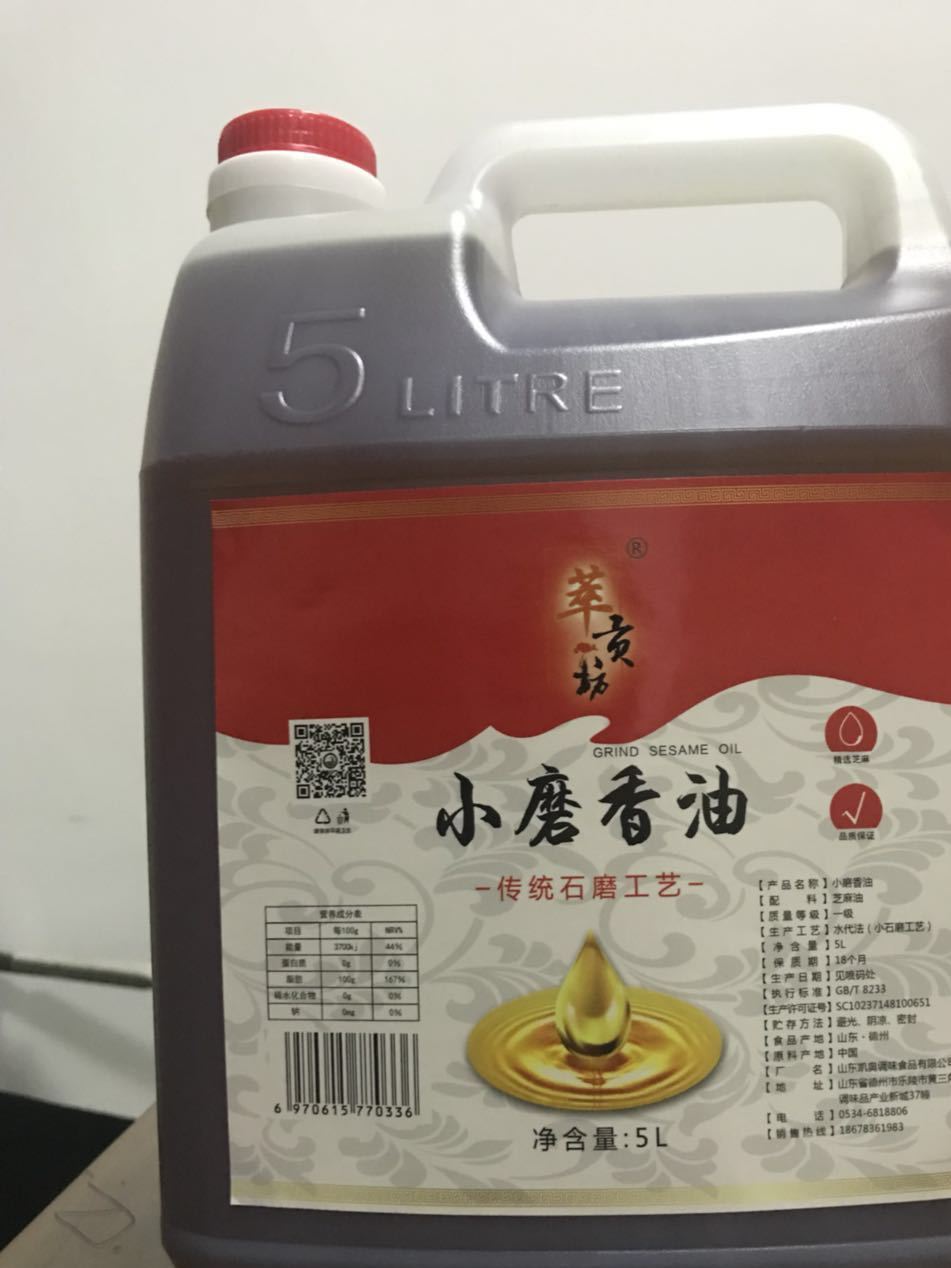 5 LITRE
®
萃
贡
坊
GRIND SESAME OIL
小磨香油
-传统石磨工艺-
精选芝麻
品质保证
营养成分表
项目 每100g NRV%
能量 3700kj 44%
蛋白质 0g 0%
脂肪 100g 167%
碳水化合物 0g 0%
钠 0mg 0%
6 970615 770336
净含量:5L
【产品名称】小磨香油
【配料】芝麻油
【质量等级】一级
【生产工艺】水代法(小石磨工艺)
【净含量】5L
【保质期】18个月
【生产日期】见喷码处
【执行标准】GB/T 8233
【生产许可证号】SC10237148100651
【贮存方法】避光、阴凉、密封
【食品产地】山东·德州
【原料产地】中国
【厂名】山东凯奥调味食品有限公司
【地址】山东省德州市乐陵市黄三角
调味品产业新城37幢
【电话】0534-6818806
【销售热线】18678361983